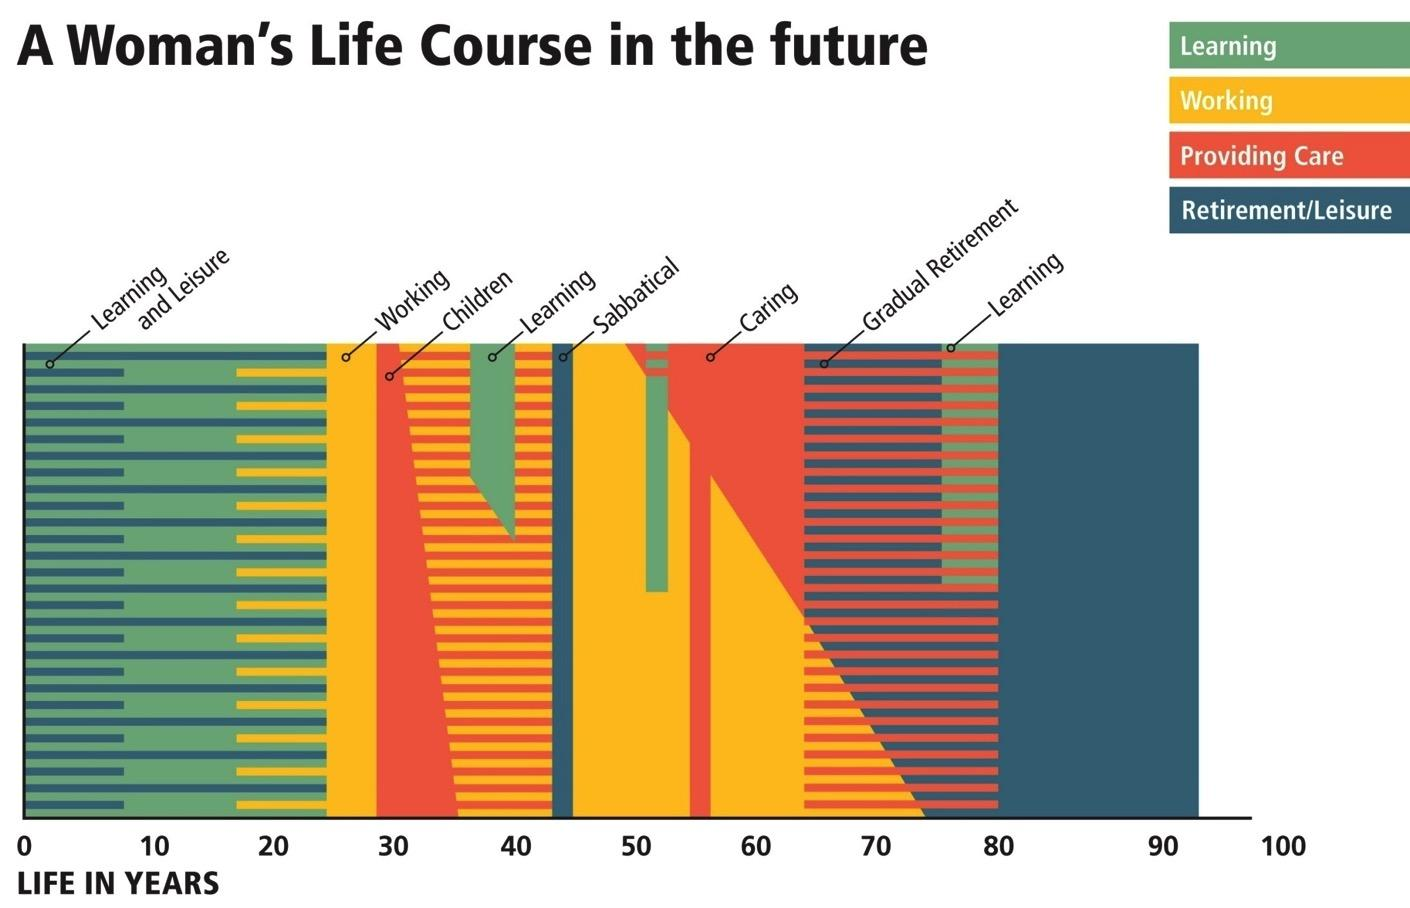 A Woman's Life Course in the future
Learning
Working
Providing Care
Retirement/Leisure
Learning
and Leisure
Working
Children
Learning
Sabbatical
Caring
Gradual Retirement
Learning
0 10 20 30 40 50 60 70 80 90 100
LIFE IN YEARS